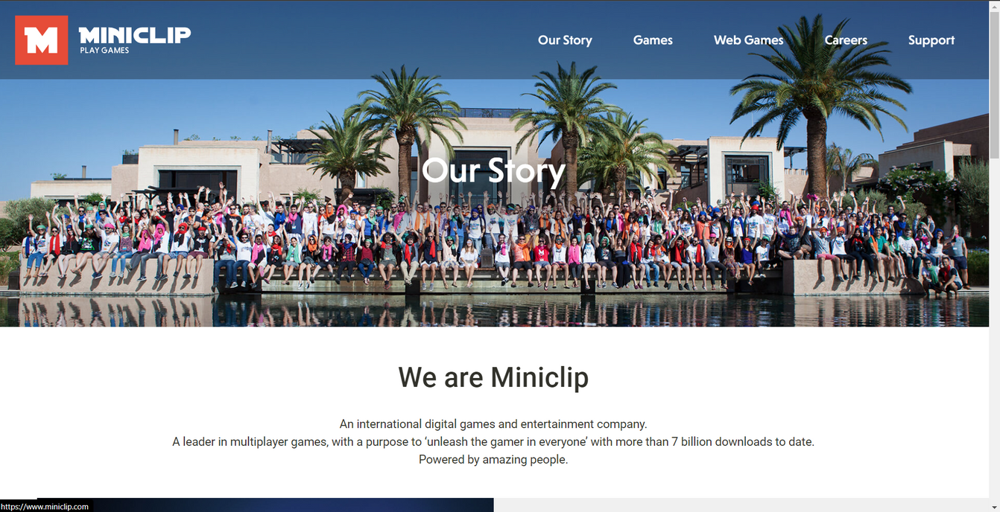 MINICLIP
PLAY GAMES
Our Story
Games
Web Games
Careers
Support
Our Story
We are Miniclip
An international digital games and entertainment company.
A leader in multiplayer games, with a purpose to ‘unleash the gamer in everyone’ with more than 7 billion downloads to date.
Powered by amazing people.
https://www.miniclip.com